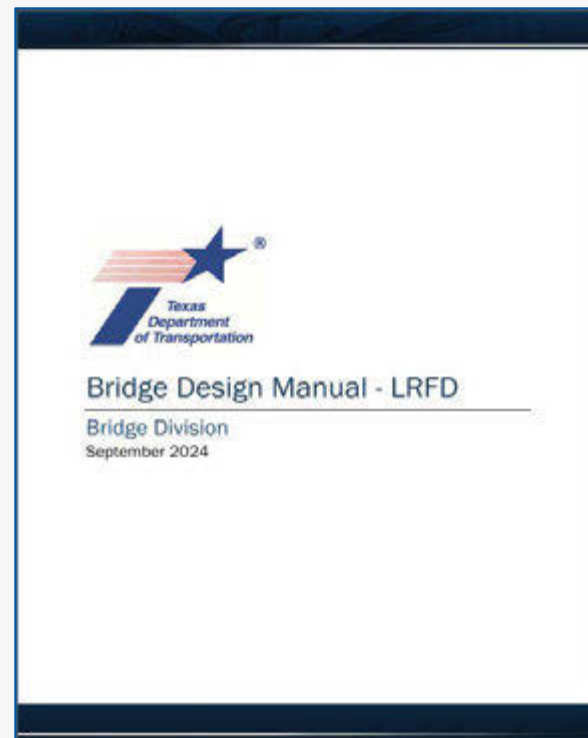 ®
Texas
Department
of Transportation
Bridge Design Manual - LRFD
Bridge Division
September 2024